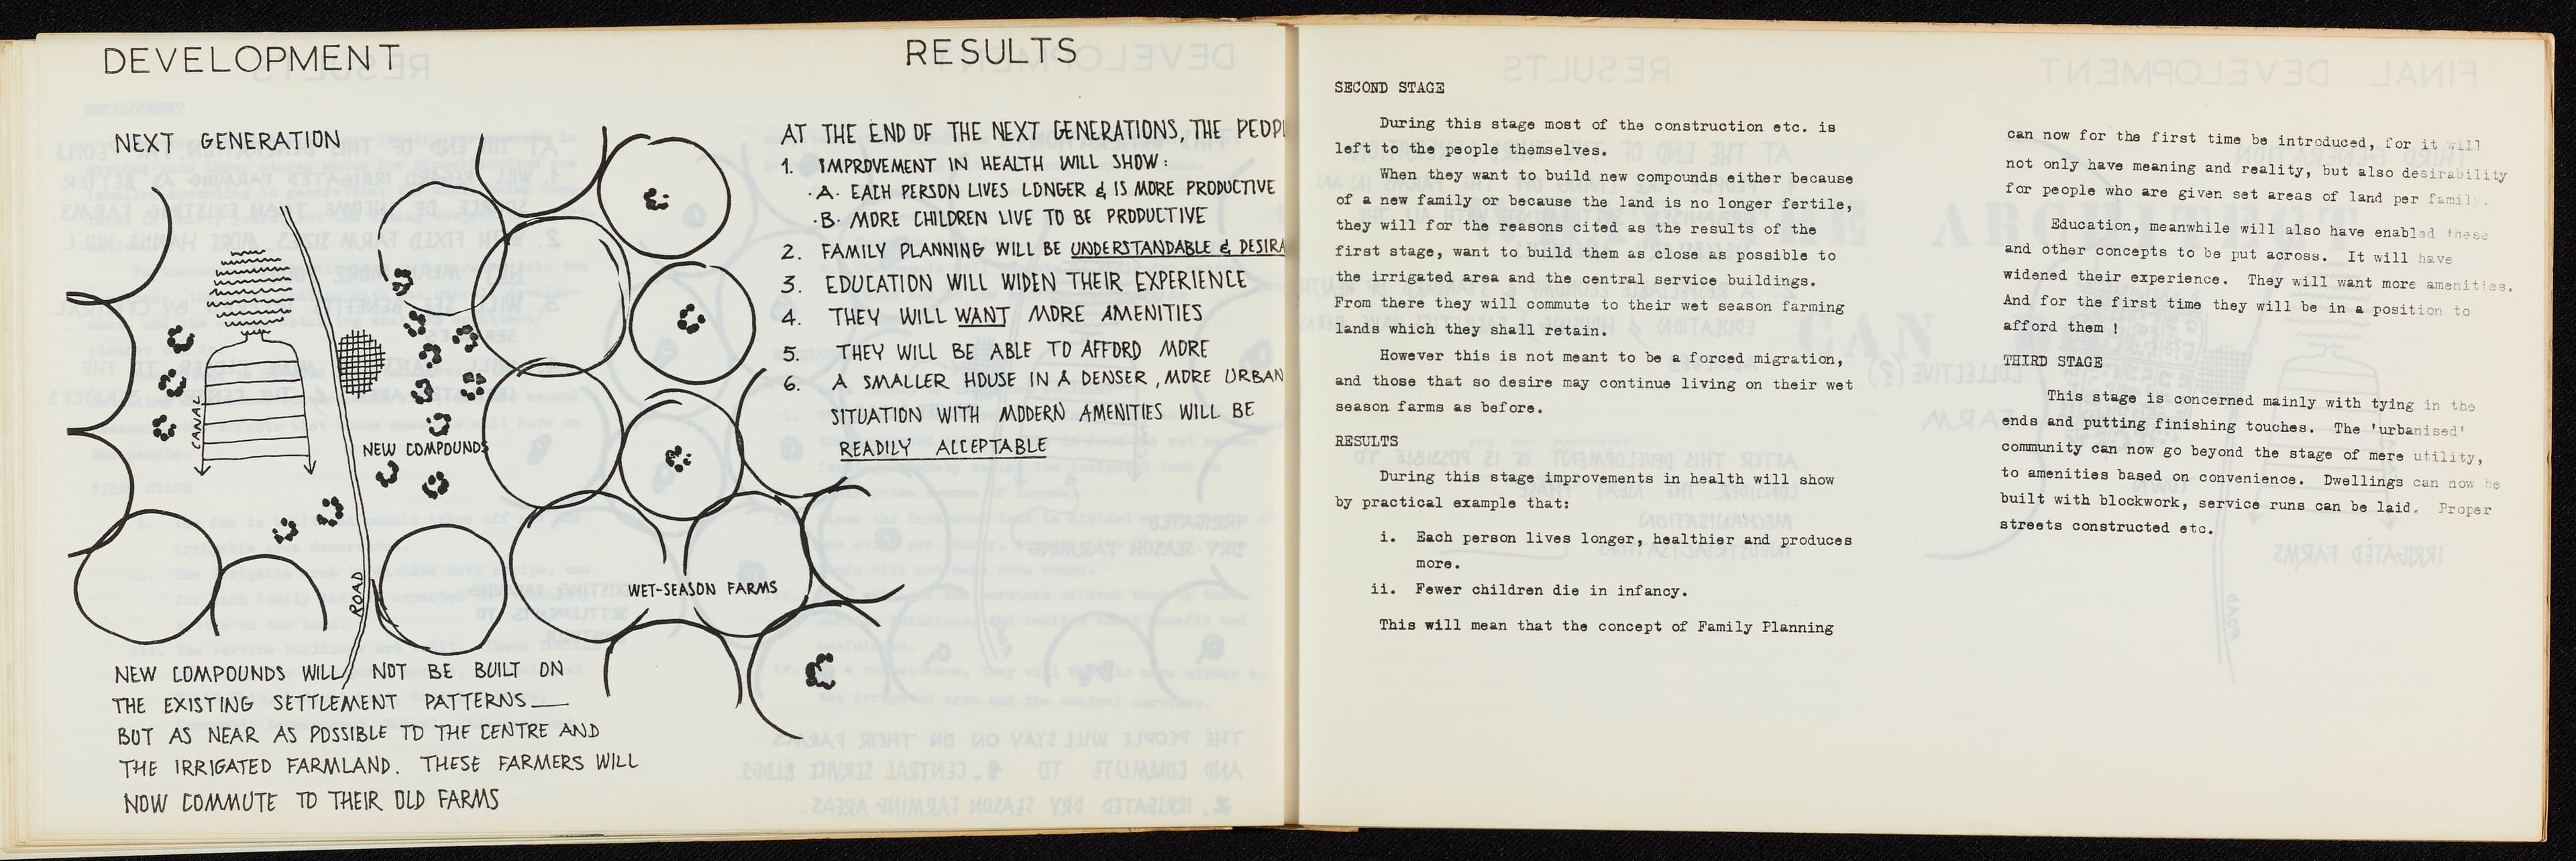 DEVELOPMENT
NEXT GENERATION
CANAL
NEW COMPOUNDS
ROAD
WET-SEASON FARMS
NEW COMPOUNDS WILL NOT BE BUILT ON
THE EXISTING SETTLEMENT PATTERNS—
BUT AS NEAR AS POSSIBLE TO THE CENTRE AND
THE IRRIGATED FARMLAND. THESE FARMERS WILL
NOW COMMUTE TO THEIR OLD FARMS
RESULTS
AT THE END OF THE NEXT GENERATIONS, THE
1. IMPROVEMENT IN HEALTH WILL SHOW:
·A· EACH PERSON LIVES LONGER & IS MORE PRODUCTIVE
·B· MORE CHILDREN LIVE TO BE PRODUCTIVE
2. FAMILY PLANNING WILL BE UNDERSTANDABLE &
3. EDUCATION WILL WIDEN THEIR EXPERIENCE
4. THEY WILL WANT MORE AMENITIES
5. THEY WILL BE ABLE TO AFFORD MORE
6. A SMALLER HOUSE IN A DENSER, MORE URBAN
SITUATION WITH MODERN AMENITIES WILL BE
READILY ACCEPTABLE
SECOND STAGE
During this stage most of the construction etc. is
left to the people themselves.
When they want to build new compounds either because
of a new family or because the land is no longer fertile,
they will for the reasons cited as the results of the
first stage, want to build them as close as possible to
the irrigated area and the central service buildings.
From there they will commute to their wet season farming
lands which they shall retain.
However this is not meant to be a forced migration,
and those that so desire may continue living on their wet
season farms as before.
RESULTS
During this stage improvements in health will show
by practical example that:
i. Each person lives longer, healthier and produces
more.
ii. Fewer children die in infancy.
This will mean that the concept of Family Planning
can now for the first time be introduced, for it will
not only have meaning and reality, but also desirability
for people who are given set areas of land per family.
Education, meanwhile will also have enabled these
and other concepts to be put across. It will have
widened their experience. They will want more amenities.
And for the first time they will be in a position to
afford them !
THIRD STAGE
This stage is concerned mainly with tying in the
ends and putting finishing touches. The 'urbanised'
community can now go beyond the stage of mere utility,
to amenities based on convenience. Dwellings can now be
built with blockwork, service runs can be laid. Proper
streets constructed etc.